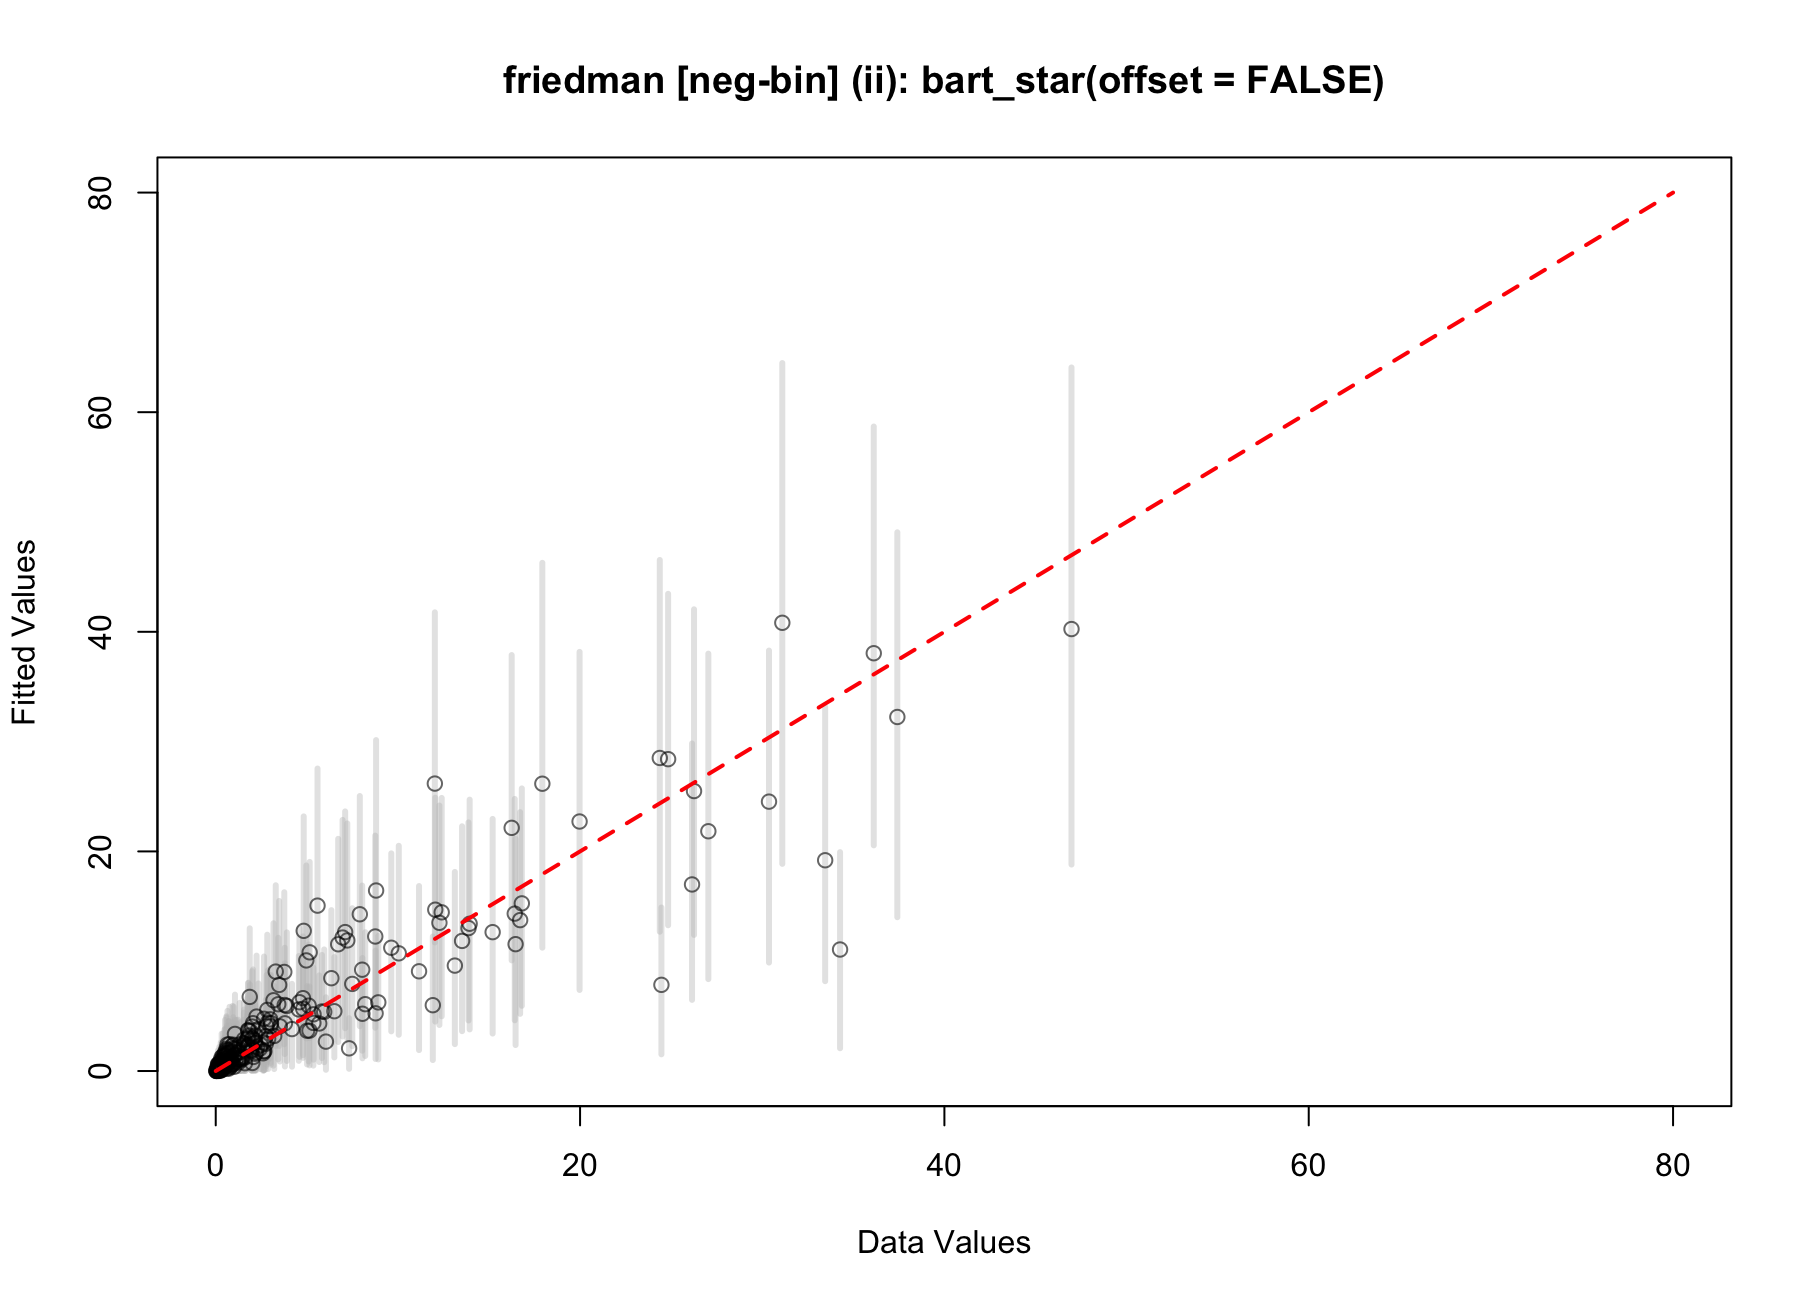 friedman [neg-bin] (ii): bart_star(offset = FALSE)
Fitted Values
80
60
40
20
0
0 20 40 60 80
Data Values